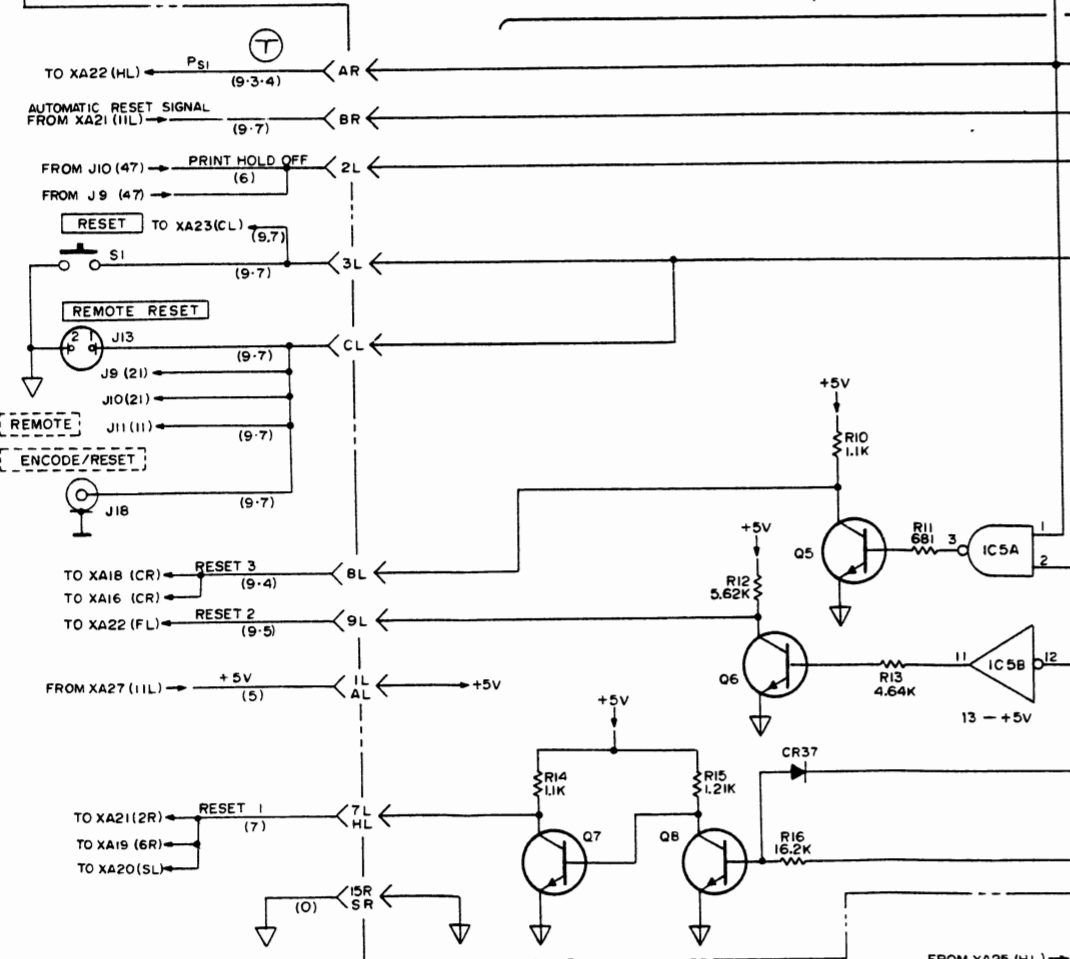 PSI
TO XA22 (HL)
(9·3·4)
AR
AUTOMATIC RESET SIGNAL
FROM XA21 (11L)
(9·7)
BR
FROM J10 (47)
PRINT HOLD OFF
(6)
2L
FROM J9 (47)
RESET
TO XA23 (CL)
(9.7)
S1
(9·7)
3L
REMOTE RESET
2 1
J13
(9·7)
CL
J9 (21)
J10 (21)
REMOTE
J11 (11)
(9·7)
ENCODE/RESET
(9·7)
J18
+5V
R10
1.1K
Q5
R11
681
3
IC5A
1
2
TO XA18 (CR)
RESET 3
(9·4)
8L
TO XA16 (CR)
+5V
R12
5.62K
TO XA22 (FL)
RESET 2
(9·5)
9L
Q6
R13
4.64K
11
IC5B
12
13 — +5V
FROM XA27 (11L)
+5V
(5)
1L
AL
+5V
+5V
CR37
R14
1.1K
R15
1.21K
TO XA21 (2R)
RESET 1
(7)
7L
HL
TO XA19 (6R)
TO XA20 (SL)
Q7
Q8
R16
16.2K
(0)
15R
SR
FROM XA25 (HL)